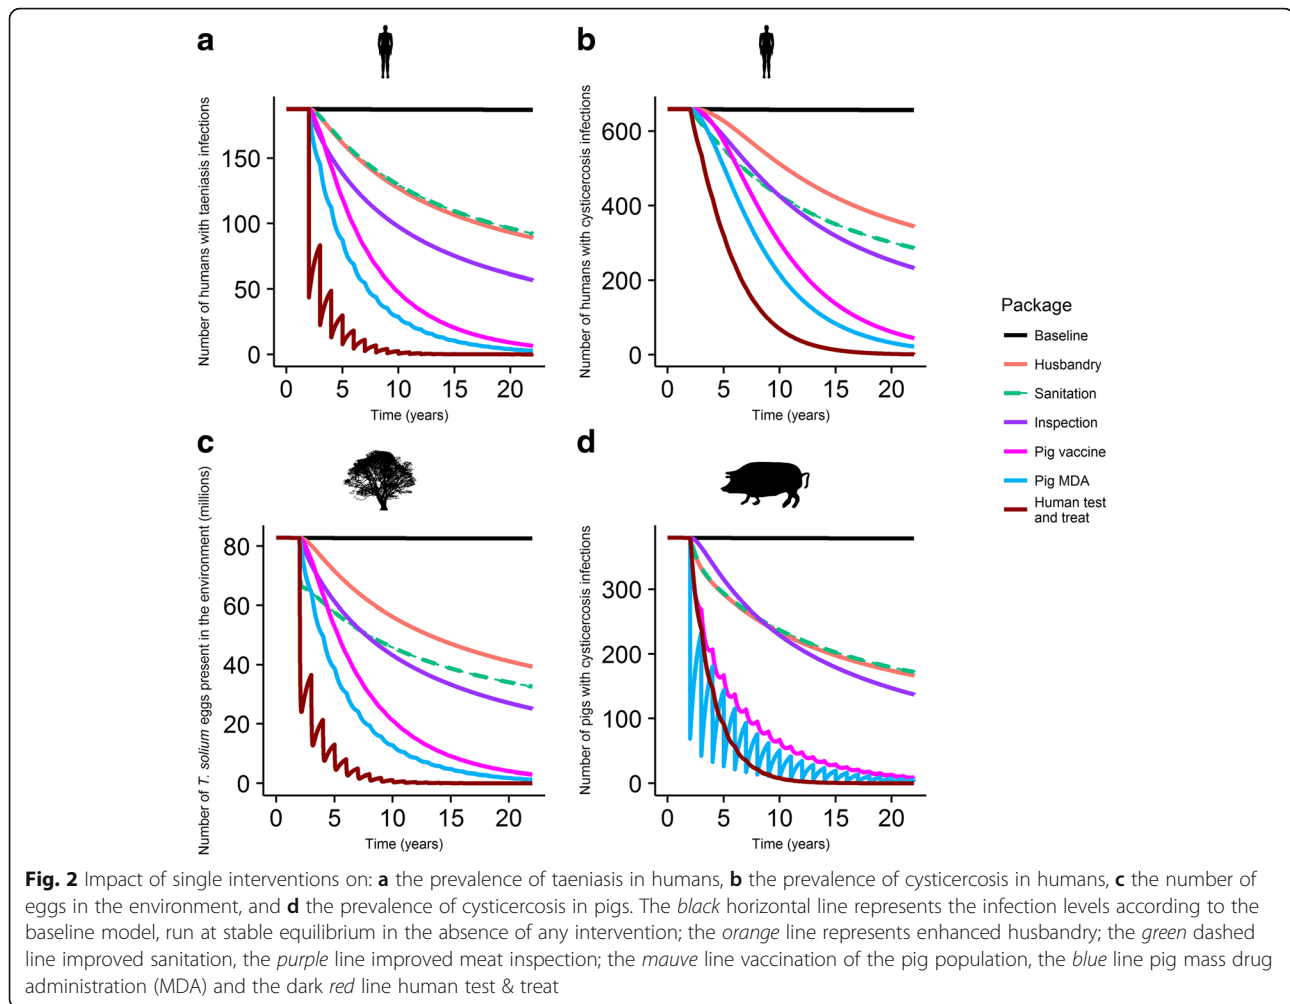 a
b
Number of humans with taeniasis infections
150
100
50
0
0 5 10 15 20
Time (years)
Number of humans with cysticercosis infections
600
400
200
0
0 5 10 15 20
Time (years)
Package
Baseline
Husbandry
Sanitation
Inspection
Pig vaccine
Pig MDA
Human test
and treat
c
d
Number of T. solium eggs present in the environment (millions)
80
60
40
20
0
0 5 10 15 20
Time (years)
Number of pigs with cysticercosis infections
300
200
100
0
0 5 10 15 20
Time (years)
Fig. 2 Impact of single interventions on: a the prevalence of taeniasis in humans, b the prevalence of cysticercosis in humans, c the number of
eggs in the environment, and d the prevalence of cysticercosis in pigs. The black horizontal line represents the infection levels according to the
baseline model, run at stable equilibrium in the absence of any intervention; the orange line represents enhanced husbandry; the green dashed
line improved sanitation, the purple line improved meat inspection; the mauve line vaccination of the pig population, the blue line pig mass drug
administration (MDA) and the dark red line human test & treat